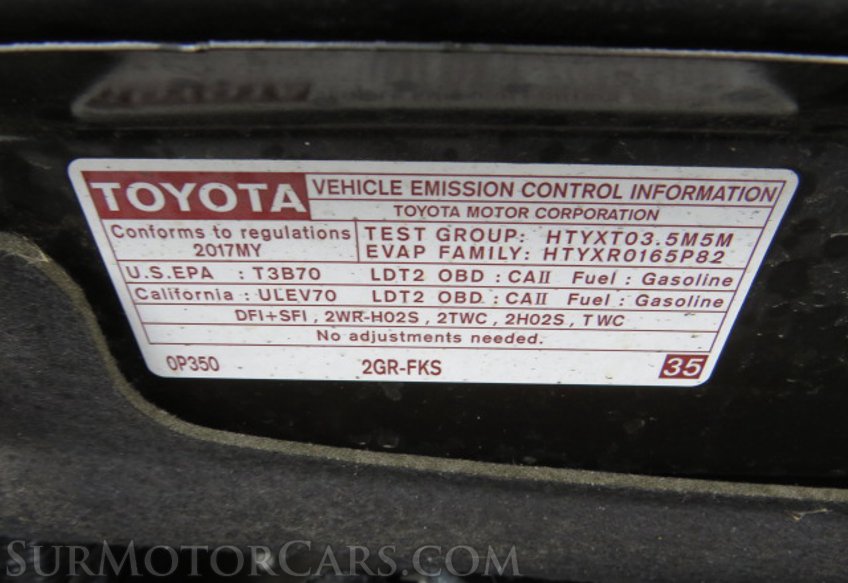 TOYOTA VEHICLE EMISSION CONTROL INFORMATION
TOYOTA MOTOR CORPORATION
Conforms to regulations
2017MY
TEST GROUP: HTYXT03.5M5M
EVAP FAMILY: HTYXR0165P82
U.S.EPA : T3B70 LDT2 OBD : CAII Fuel : Gasoline
California : ULEV70 LDT2 OBD : CAII Fuel : Gasoline
DFI+SFI , 2WR-HO2S , 2TWC , 2HO2S , TWC
No adjustments needed.
0P350 2GR-FKS 35
SURMOTORCARS.COM